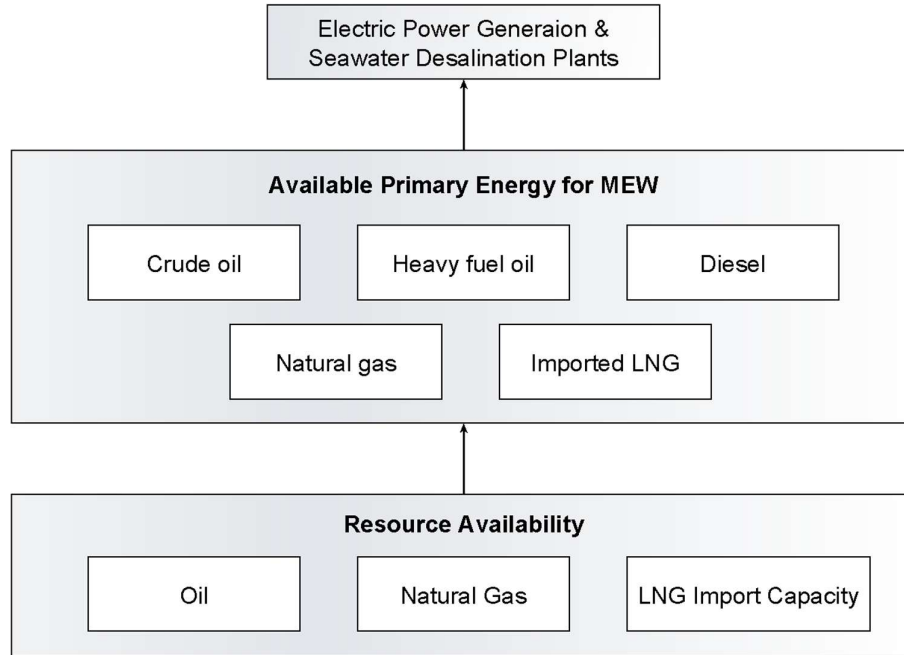 Electric Power Generaion &
Seawater Desalination Plants
Available Primary Energy for MEW
Crude oil
Heavy fuel oil
Diesel
Natural gas
Imported LNG
Resource Availability
Oil
Natural Gas
LNG Import Capacity